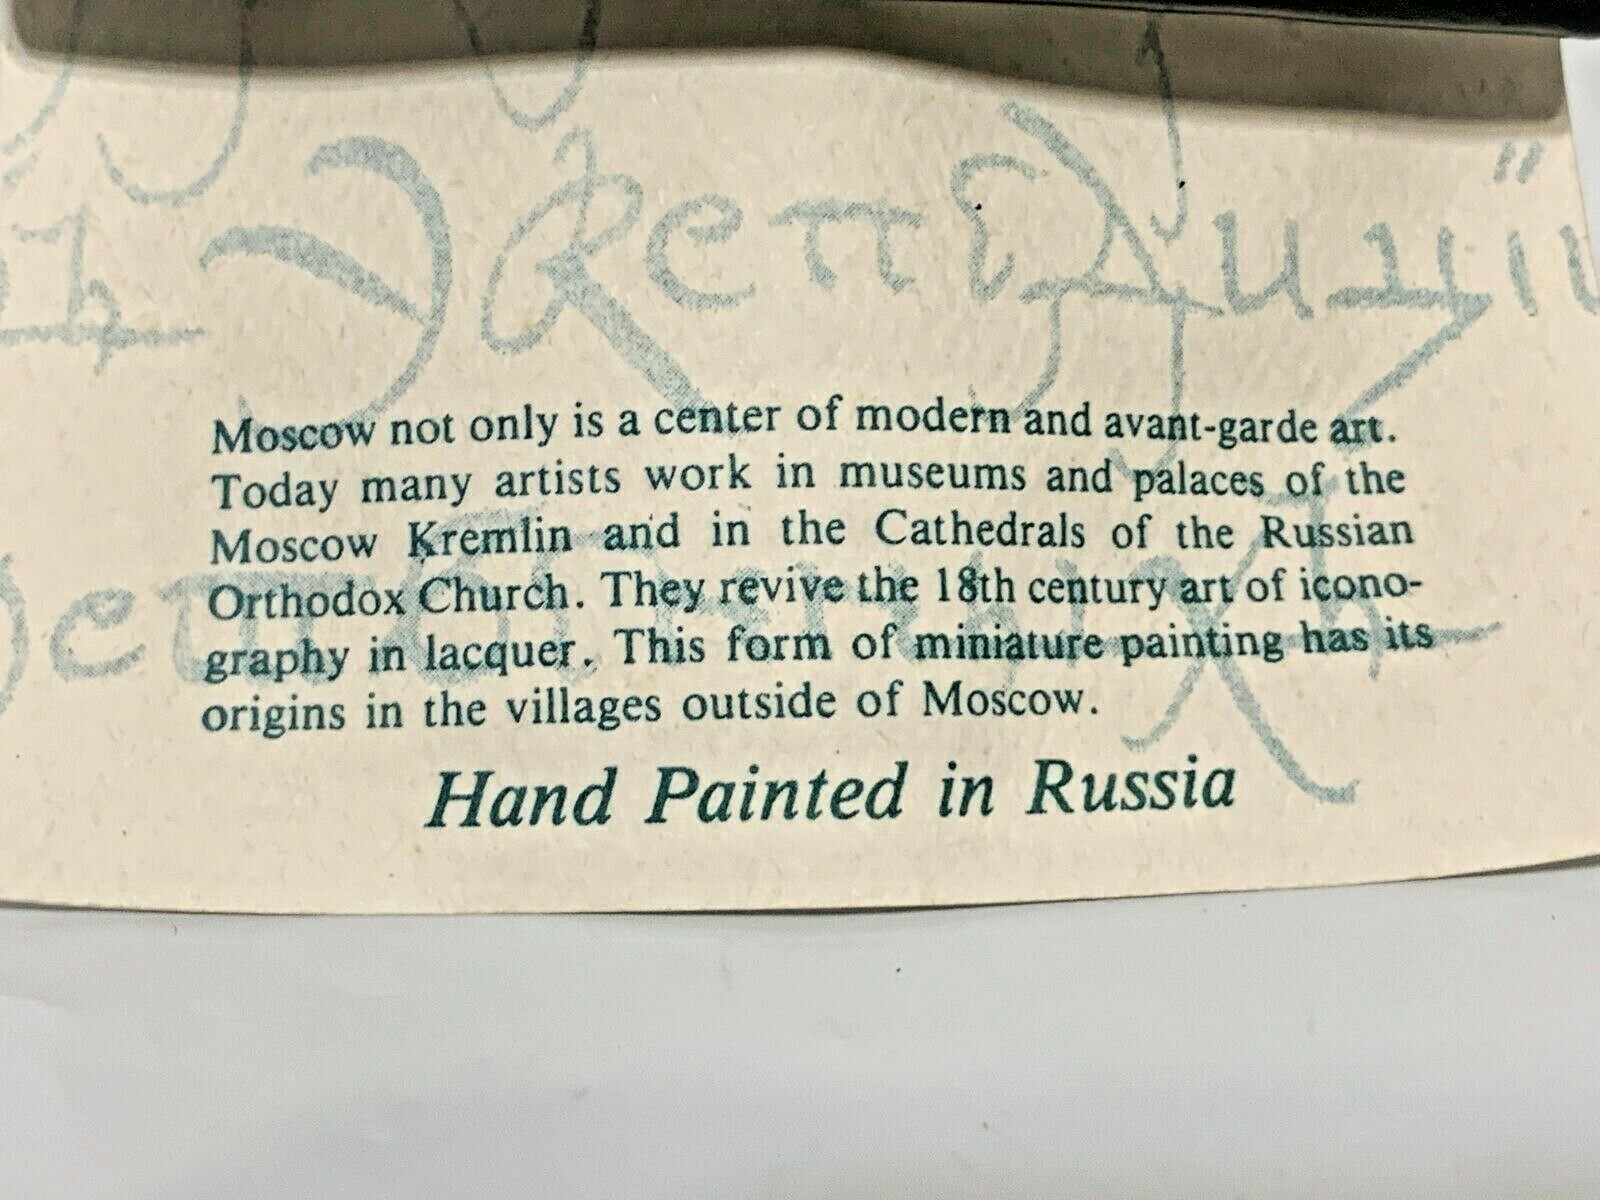 Moscow not only is a center of modern and avant-garde art.
Today many artists work in museums and palaces of the
Moscow Kremlin and in the Cathedrals of the Russian
Orthodox Church. They revive the 18th century art of icono-
graphy in lacquer. This form of miniature painting has its
origins in the villages outside of Moscow.
Hand Painted in Russia